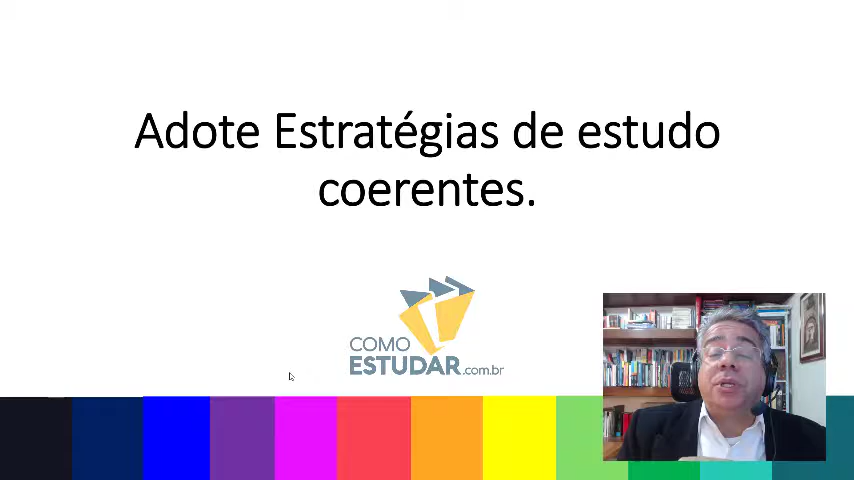 Adote Estratégias de estudo
coerentes.
COMO
ESTUDAR.com.br